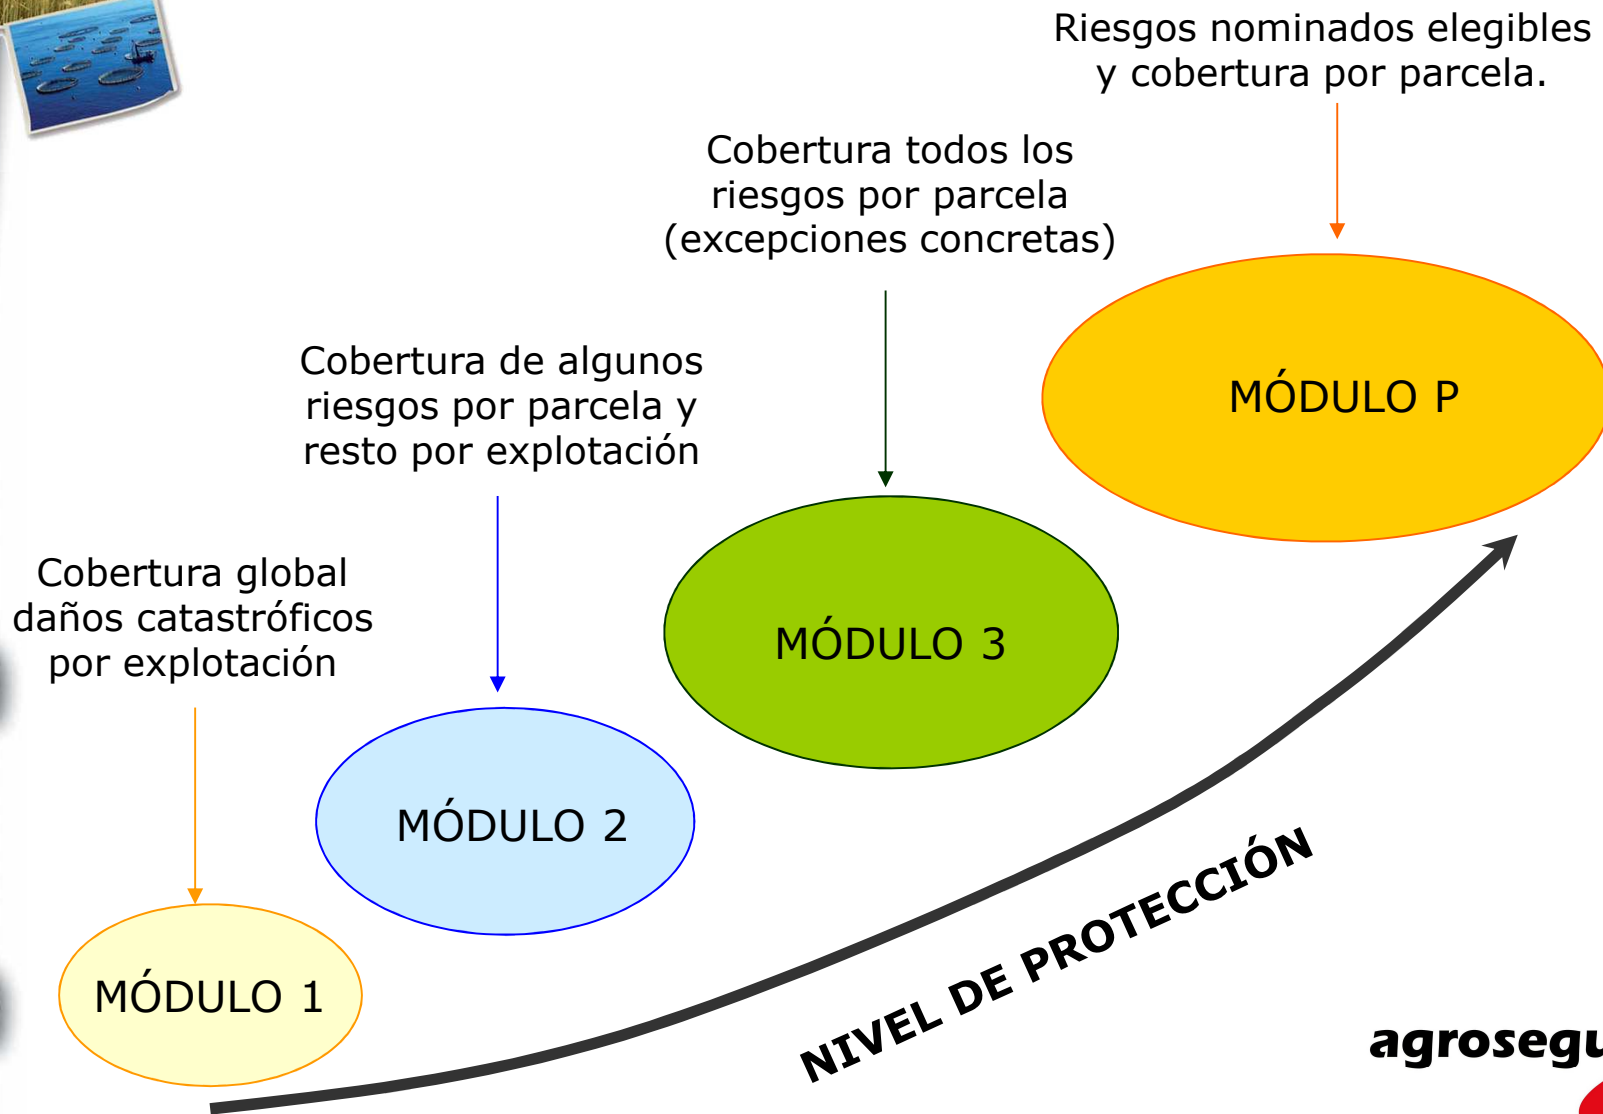 Riesgos nominados elegibles
y cobertura por parcela.
Cobertura todos los
riesgos por parcela
(excepciones concretas)
MÓDULO P
Cobertura de algunos
riesgos por parcela y
resto por explotación
MÓDULO 3
Cobertura global
daños catastróficos
por explotación
MÓDULO 2
MÓDULO 1
NIVEL DE PROTECCIÓN
agrosegu